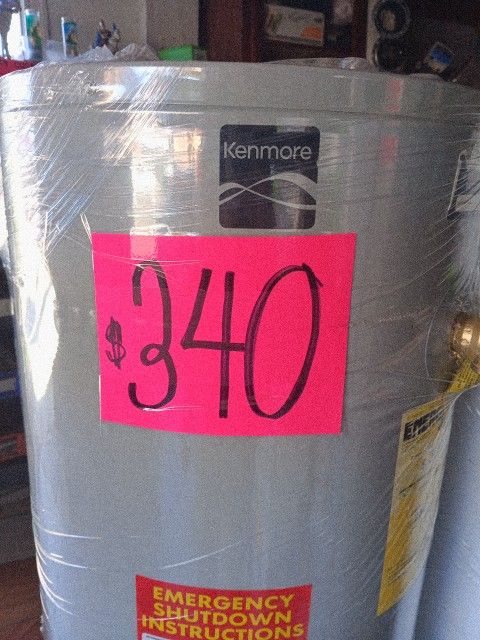 Kenmore
$340
EMERGENCY
SHUTDOWN
INSTRUCTIONS